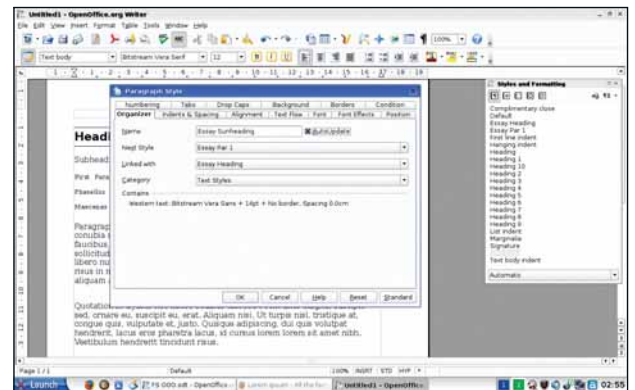 Untitled1 - OpenOffice.org Writer
File Edit View Insert Format Table Tools Window Help
100%
Text body Bitstream Vera Serif 12
Styles and Formatting
Complimentary close
Default
Essay Heading
Essay Par 1
First line indent
Hanging indent
Heading
Heading 1
Heading 10
Heading 2
Heading 3
Heading 4
Heading 5
Heading 6
Heading 7
Heading 8
Heading 9
List Indent
Marginalia
Signature
Text body indent
Automatic
Paragraph Style
Numbering Tabs Drop Caps Background Borders Condition
Organizer Indents & Spacing Alignment Text Flow Font Font Effects Position
Name Essay Sunheading AutoUpdate
Next Style Essay Par 1
Linked with Essay Heading
Category Text Styles
Contains
Western text: Bitstream Vera Sans + 14pt + No border, Spacing 0.0cm
OK Cancel Help Reset Standard
Headi
Subhead
First Para
Phasellus
Maecenas
Paragrap
conubia
faucibus,
sollicitud
libero nu
risus in n
aliquam
Quotation
sed, ornare eu, suscipit eu, erat. Aliquam nisi. Ut turpis nisl, tristique at,
congue quis, vulputate et, justo. Quisque adipiscing, dui quis volutpat
hendrerit, lacus eros pharetra lacus, id cursus lorem lorem sit amet nibh.
Vestibulum hendrerit tincidunt risus.
Page 1 / 1 Default 100% INSRT STD HYP
Launch Untitled1 - OpenOffic 02:55